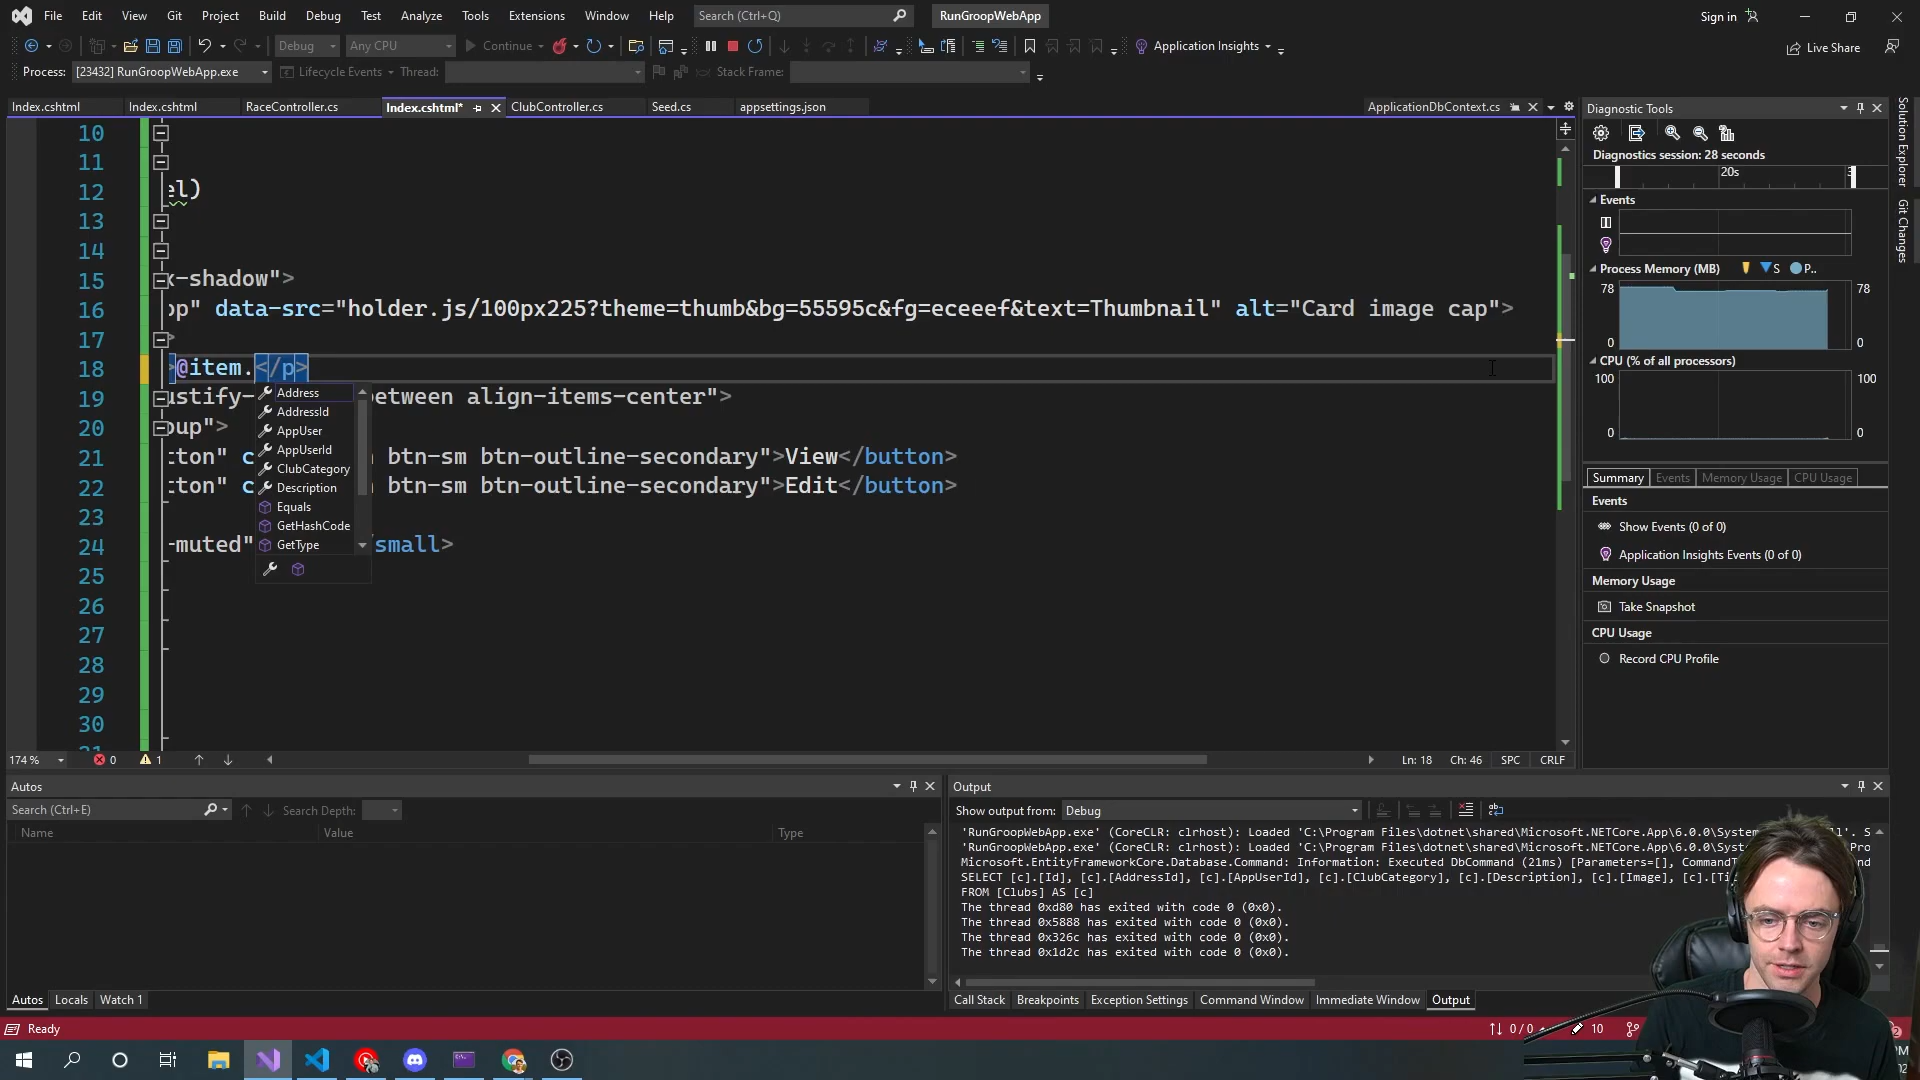 File Edit View Git Project Build Debug Test Analyze Tools Extensions Window Help Search (Ctrl+Q) RunGroopWebApp Sign in
Debug Any CPU Continue Application Insights Live Share
Process: [23432] RunGroopWebApp.exe Lifecycle Events Thread: Stack Frame:
Index.cshtml Index.cshtml RaceController.cs Index.cshtml* ClubController.cs Seed.cs appsettings.json ApplicationDbContext.cs
10
11
12 el)
13
14
15 x-shadow">
16 op" data-src="holder.js/100px225?theme=thumb&bg=55595c&fg=eceeef&text=Thumbnail" alt="Card image cap">
17 >
18 >@item.</p>
19 ustify- etween align-items-center">
20 oup">
21 tton" c btn-sm btn-outline-secondary">View</button>
22 tton" c btn-sm btn-outline-secondary">Edit</button>
23
24 -muted" /small>
25
26
27
28
29
30
Address
AddressId
AppUser
AppUserId
ClubCategory
Description
Equals
GetHashCode
GetType
174 % 0 1 Ln: 18 Ch: 46 SPC CRLF
Diagnostic Tools
Diagnostics session: 28 seconds
20s
Events
Process Memory (MB) S P..
78 78
0 0
CPU (% of all processors)
100 100
0 0
Summary Events Memory Usage CPU Usage
Events
Show Events (0 of 0)
Application Insights Events (0 of 0)
Memory Usage
Take Snapshot
CPU Usage
Record CPU Profile
Solution Explorer
Git Changes
Autos
Search (Ctrl+E) Search Depth:
Name Value Type
Autos Locals Watch 1
Output
Show output from: Debug
'RunGroopWebApp.exe' (CoreCLR: clrhost): Loaded 'C:\Program Files\dotnet\shared\Microsoft.NETCore.App\6.0.0\System
'RunGroopWebApp.exe' (CoreCLR: clrhost): Loaded 'C:\Program Files\dotnet\shared\Microsoft.NETCore.App\6.0.0\Syst
Microsoft.EntityFrameworkCore.Database.Command: Information: Executed DbCommand (21ms) [Parameters=[], CommandT
SELECT [c].[Id], [c].[AddressId], [c].[AppUserId], [c].[ClubCategory], [c].[Description], [c].[Image], [c].[Ti
FROM [Clubs] AS [c]
The thread 0xd80 has exited with code 0 (0x0).
The thread 0x5888 has exited with code 0 (0x0).
The thread 0x326c has exited with code 0 (0x0).
The thread 0x1d2c has exited with code 0 (0x0).
Call Stack Breakpoints Exception Settings Command Window Immediate Window Output
Ready 0 / 0 10